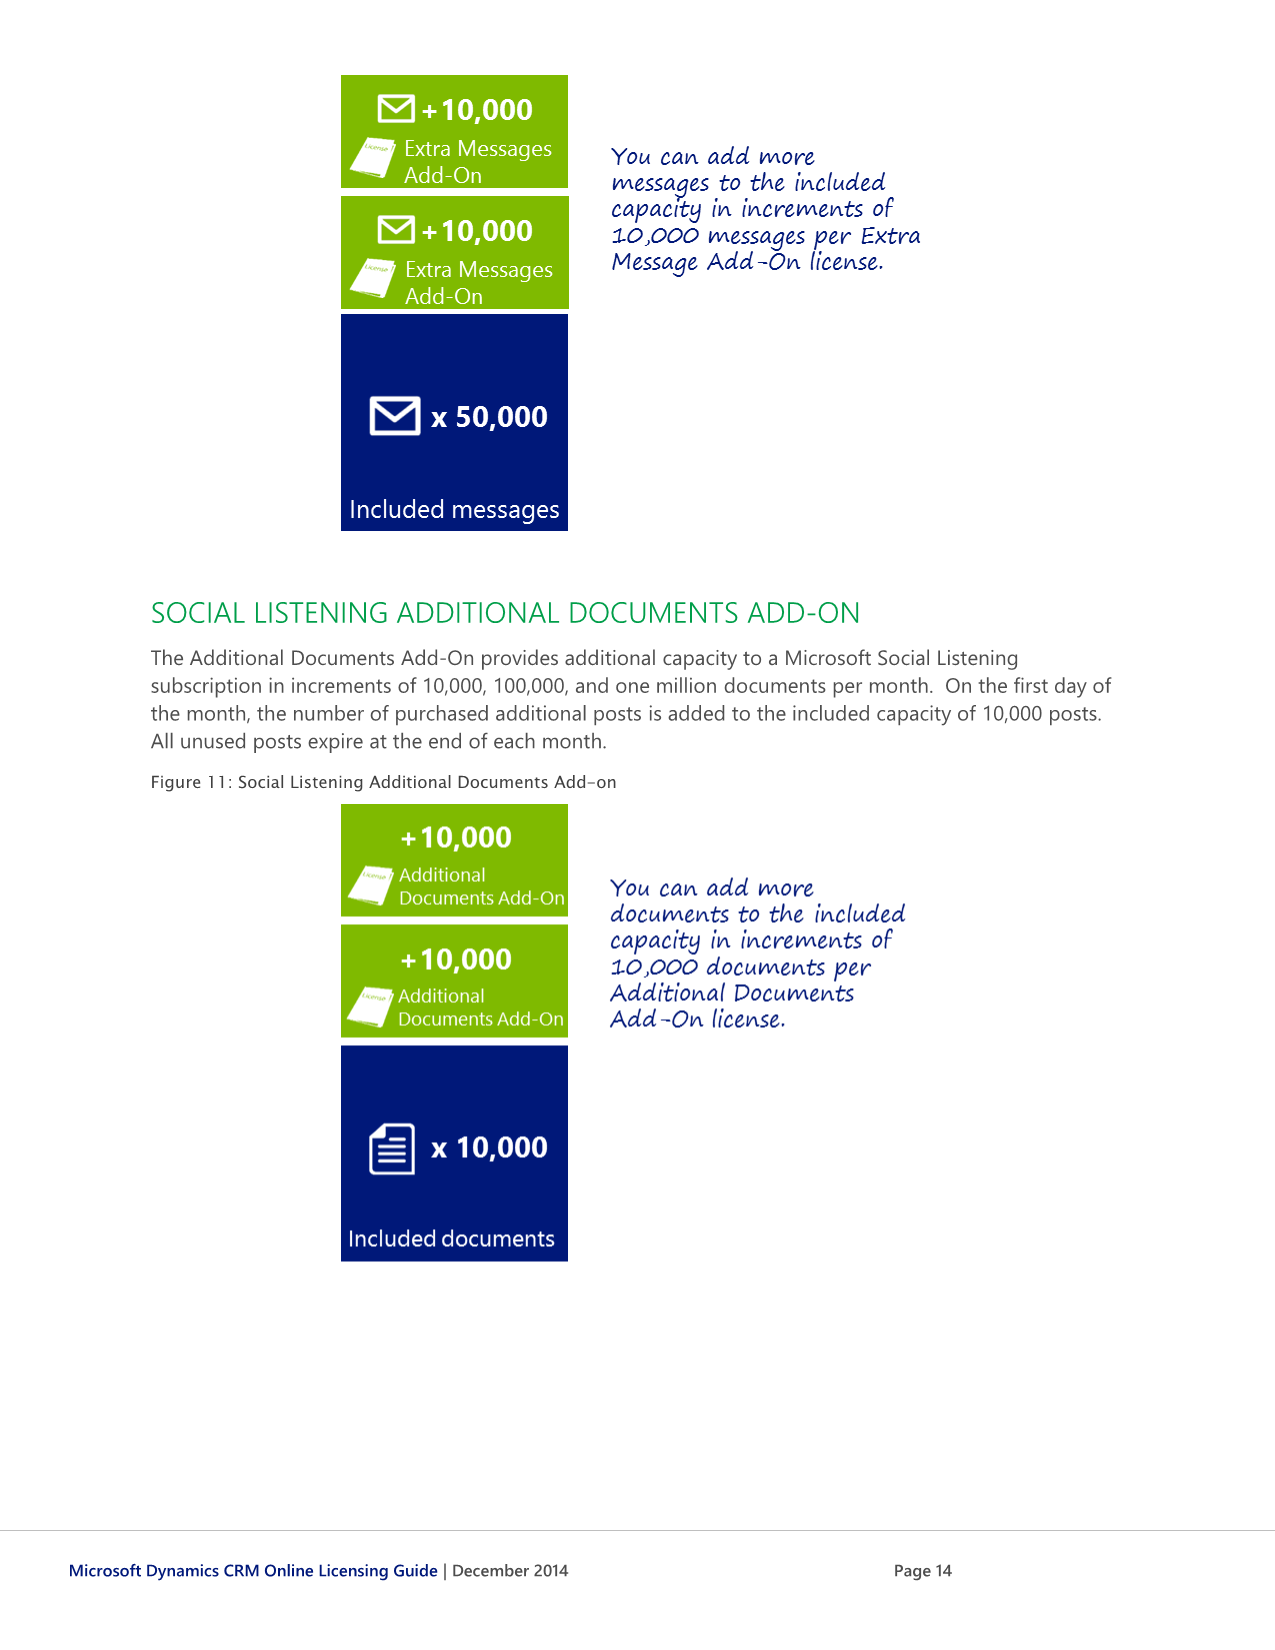 +10,000
License
Extra Messages
Add-On
+10,000
License
Extra Messages
Add-On
x 50,000
Included messages
You can add more
messages to the included
capacity in increments of
10,000 messages per Extra
Message Add-On license.
SOCIAL LISTENING ADDITIONAL DOCUMENTS ADD-ON
The Additional Documents Add-On provides additional capacity to a Microsoft Social Listening
subscription in increments of 10,000, 100,000, and one million documents per month.  On the first day of
the month, the number of purchased additional posts is added to the included capacity of 10,000 posts.
All unused posts expire at the end of each month.
Figure 11: Social Listening Additional Documents Add-on
+10,000
License
Additional
Documents Add-On
+10,000
License
Additional
Documents Add-On
x 10,000
Included documents
You can add more
documents to the included
capacity in increments of
10,000 documents per
Additional Documents
Add-On license.
Microsoft Dynamics CRM Online Licensing Guide | December 2014 Page 14